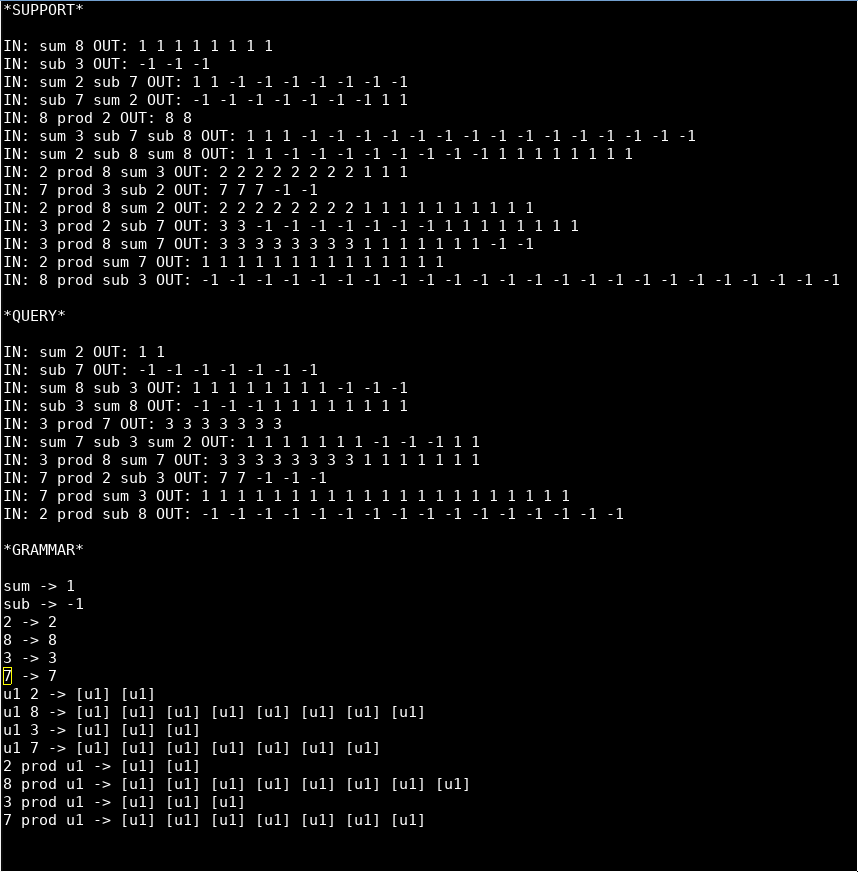 *SUPPORT*
IN: sum 8 OUT: 1 1 1 1 1 1 1 1
IN: sub 3 OUT: -1 -1 -1
IN: sum 2 sub 7 OUT: 1 1 -1 -1 -1 -1 -1 -1 -1
IN: sub 7 sum 2 OUT: -1 -1 -1 -1 -1 -1 -1 1 1
IN: 8 prod 2 OUT: 8 8
IN: sum 3 sub 7 sub 8 OUT: 1 1 1 -1 -1 -1 -1 -1 -1 -1 -1 -1 -1 -1 -1 -1 -1 -1
IN: sum 2 sub 8 sum 8 OUT: 1 1 -1 -1 -1 -1 -1 -1 -1 -1 1 1 1 1 1 1 1 1
IN: 2 prod 8 sum 3 OUT: 2 2 2 2 2 2 2 2 1 1 1
IN: 7 prod 3 sub 2 OUT: 7 7 7 -1 -1
IN: 2 prod 8 sum 2 OUT: 2 2 2 2 2 2 2 2 1 1 1 1 1 1 1 1 1 1
IN: 3 prod 2 sub 7 OUT: 3 3 -1 -1 -1 -1 -1 -1 -1 1 1 1 1 1 1 1 1
IN: 3 prod 8 sum 7 OUT: 3 3 3 3 3 3 3 3 1 1 1 1 1 1 1 -1 -1
IN: 2 prod sum 7 OUT: 1 1 1 1 1 1 1 1 1 1 1 1 1 1
IN: 8 prod sub 3 OUT: -1 -1 -1 -1 -1 -1 -1 -1 -1 -1 -1 -1 -1 -1 -1 -1 -1 -1 -1 -1 -1 -1 -1 -1
*QUERY*
IN: sum 2 OUT: 1 1
IN: sub 7 OUT: -1 -1 -1 -1 -1 -1 -1
IN: sum 8 sub 3 OUT: 1 1 1 1 1 1 1 1 -1 -1 -1
IN: sub 3 sum 8 OUT: -1 -1 -1 1 1 1 1 1 1 1 1
IN: 3 prod 7 OUT: 3 3 3 3 3 3 3
IN: sum 7 sub 3 sum 2 OUT: 1 1 1 1 1 1 1 -1 -1 -1 1 1
IN: 3 prod 8 sum 7 OUT: 3 3 3 3 3 3 3 3 1 1 1 1 1 1 1
IN: 7 prod 2 sub 3 OUT: 7 7 -1 -1 -1
IN: 7 prod sum 3 OUT: 1 1 1 1 1 1 1 1 1 1 1 1 1 1 1 1 1 1 1 1 1
IN: 2 prod sub 8 OUT: -1 -1 -1 -1 -1 -1 -1 -1 -1 -1 -1 -1 -1 -1 -1 -1
*GRAMMAR*
sum -> 1
sub -> -1
2 -> 2
8 -> 8
3 -> 3
7 -> 7
u1 2 -> [u1] [u1]
u1 8 -> [u1] [u1] [u1] [u1] [u1] [u1] [u1] [u1]
u1 3 -> [u1] [u1] [u1]
u1 7 -> [u1] [u1] [u1] [u1] [u1] [u1] [u1]
2 prod u1 -> [u1] [u1]
8 prod u1 -> [u1] [u1] [u1] [u1] [u1] [u1] [u1] [u1]
3 prod u1 -> [u1] [u1] [u1]
7 prod u1 -> [u1] [u1] [u1] [u1] [u1] [u1] [u1]